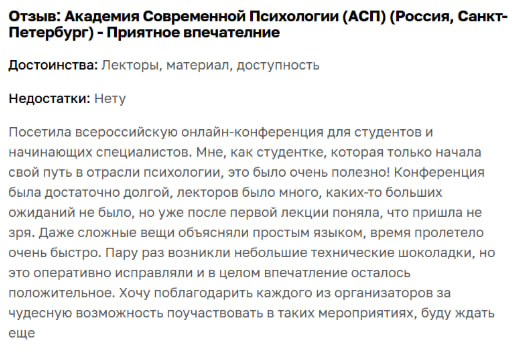 Отзыв: Академия Современной Психологии (АСП) (Россия, Санкт-
Петербург) - Приятное впечателние
Достоинства: Лекторы, материал, доступность
Недостатки: Нету
Посетила всероссийскую онлайн-конференция для студентов и
начинающих специалистов. Мне, как студентке, которая только начала
свой путь в отрасли психологии, это было очень полезно! Конференция
была достаточно долгой, лекторов было много, каких-то больших
ожиданий не было, но уже после первой лекции поняла, что пришла не
зря. Даже сложные вещи объясняли простым языком, время пролетело
очень быстро. Пару раз возникли небольшие технические шоколадки, но
это оперативно исправляли и в целом впечатление осталось
положительное. Хочу поблагодарить каждого из организаторов за
чудесную возможность поучаствовать в таких мероприятиях, буду ждать
еще